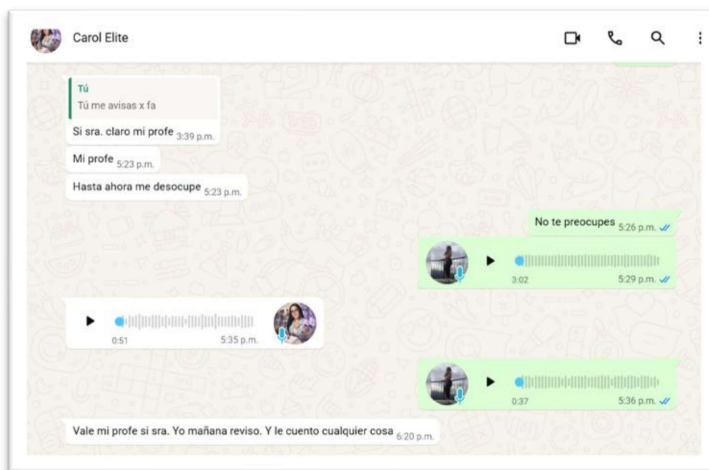 Carol Elite
Tú
Tú me avisas x fa
Si sra. claro mi profe 3:39 p.m.
Mi profe 5:23 p.m.
Hasta ahora me desocupe 5:23 p.m.
No te preocupes 5:26 p.m.
3:02 5:29 p.m.
0:51 5:35 p.m.
0:37 5:36 p.m.
Vale mi profe si sra. Yo mañana reviso. Y le cuento cualquier cosa 6:20 p.m.